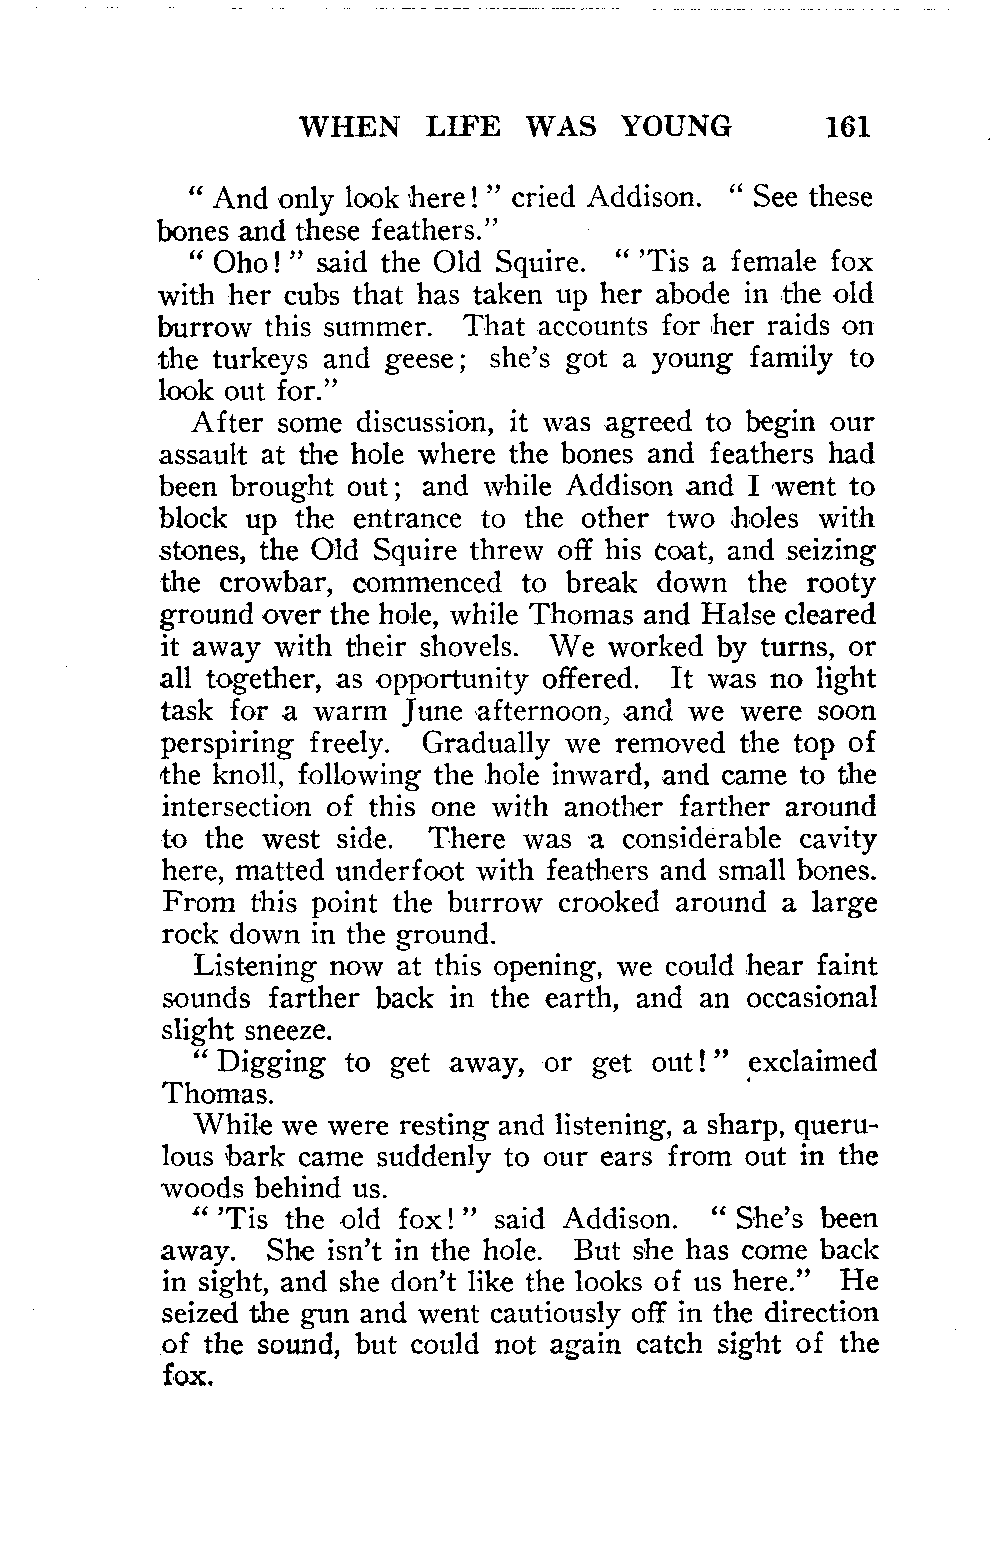 WHEN LIFE WAS YOUNG 161
“ And only look here! ” cried Addison. “ See these
bones and these feathers.”
“ Oho! ” said the Old Squire. “ ’Tis a female fox
with her cubs that has taken up her abode in the old
burrow this summer. That accounts for her raids on
the turkeys and geese; she’s got a young family to
look out for.”
After some discussion, it was agreed to begin our
assault at the hole where the bones and feathers had
been brought out; and while Addison and I went to
block up the entrance to the other two holes with
stones, the Old Squire threw off his coat, and seizing
the crowbar, commenced to break down the rooty
ground over the hole, while Thomas and Halse cleared
it away with their shovels. We worked by turns, or
all together, as opportunity offered. It was no light
task for a warm June afternoon, and we were soon
perspiring freely. Gradually we removed the top of
the knoll, following the hole inward, and came to the
intersection of this one with another farther around
to the west side. There was a considerable cavity
here, matted underfoot with feathers and small bones.
From this point the burrow crooked around a large
rock down in the ground.
Listening now at this opening, we could hear faint
sounds farther back in the earth, and an occasional
slight sneeze.
“ Digging to get away, or get out! ” exclaimed
Thomas.
While we were resting and listening, a sharp, queru-
lous bark came suddenly to our ears from out in the
woods behind us.
“ ’Tis the old fox! ” said Addison. “ She’s been
away. She isn’t in the hole. But she has come back
in sight, and she don’t like the looks of us here.” He
seized the gun and went cautiously off in the direction
of the sound, but could not again catch sight of the
fox.